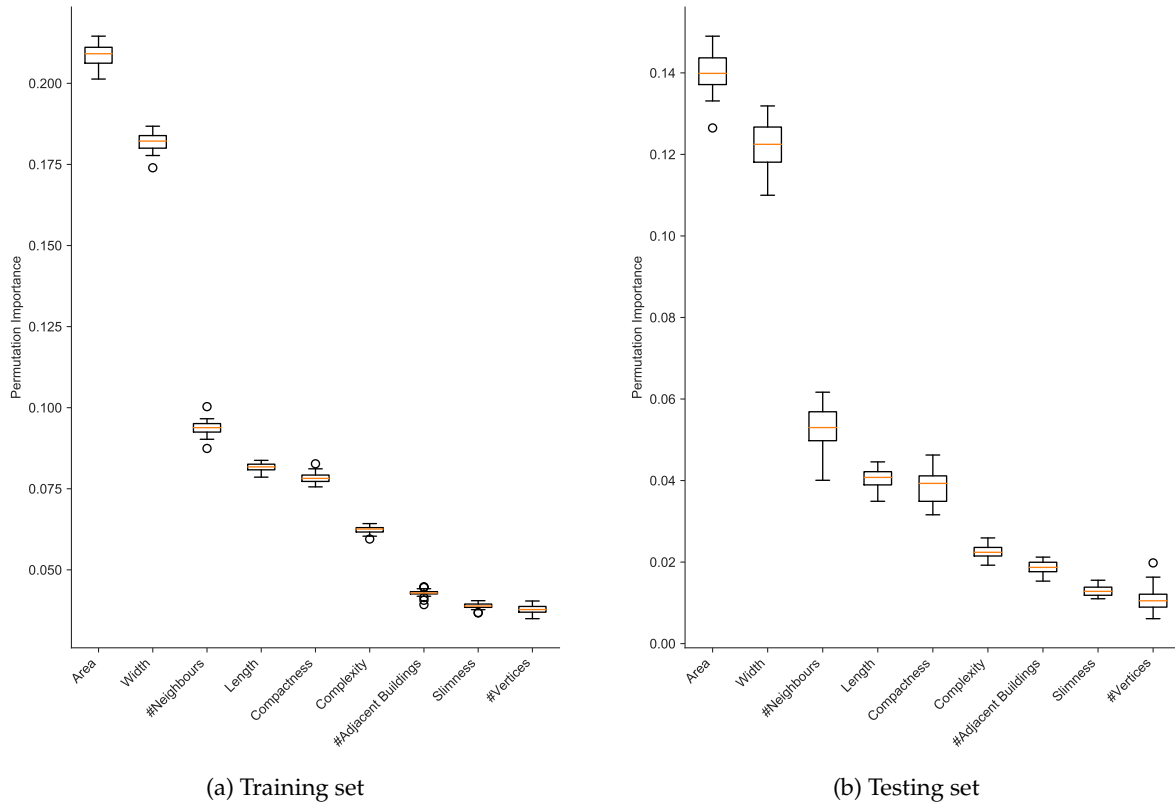 Permutation Importance
0.200
0.175
0.150
0.125
0.100
0.075
0.050
Area
Width
#Neighbours
Length
Compactness
Complexity
#Adjacent Buildings
Slimness
#Vertices
(a) Training set
Permutation Importance
0.14
0.12
0.10
0.08
0.06
0.04
0.02
0.00
Area
Width
#Neighbours
Length
Compactness
Complexity
#Adjacent Buildings
Slimness
#Vertices
(b) Testing set